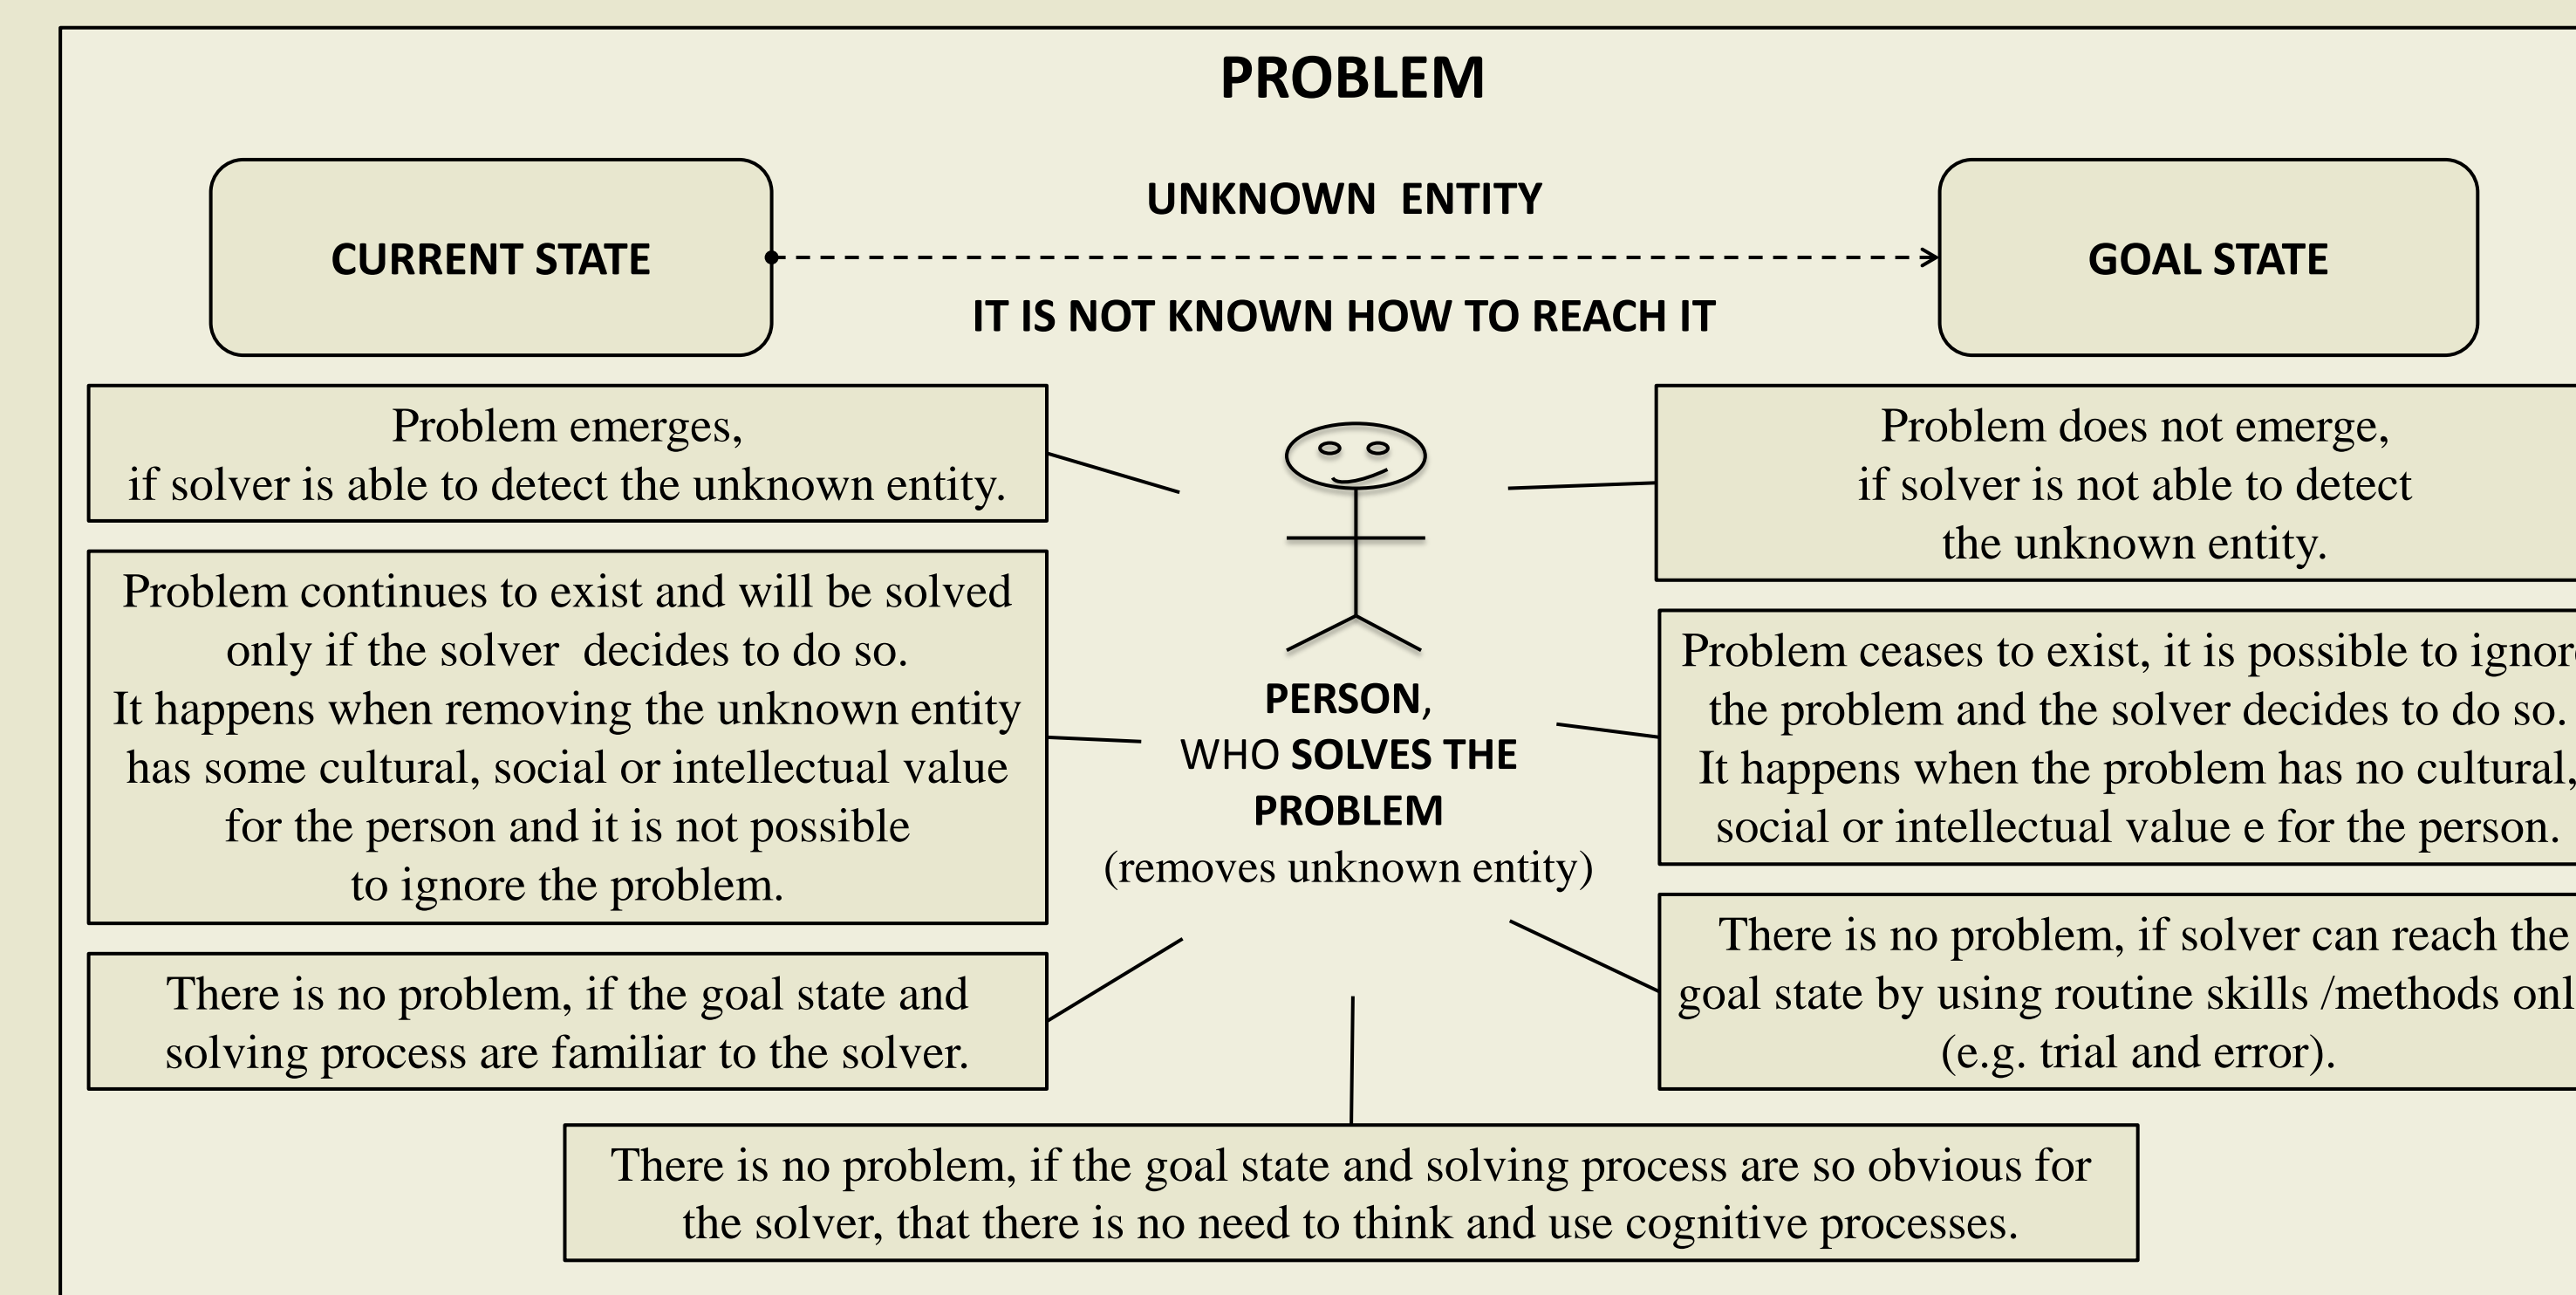 PROBLEM
UNKNOWN ENTITY
CURRENT STATE
GOAL STATE
IT IS NOT KNOWN HOW TO REACH IT
Problem emerges,
if solver is able to detect the unknown entity.
Problem does not emerge,
if solver is not able to detect
the unknown entity.
Problem continues to exist and will be solved
only if the solver decides to do so.
It happens when removing the unknown entity
has some cultural, social or intellectual value
for the person and it is not possible
to ignore the problem.
PERSON,
WHO SOLVES THE
PROBLEM
(removes unknown entity)
Problem ceases to exist, it is possible to ignor
the problem and the solver decides to do so.
It happens when the problem has no cultural,
social or intellectual value e for the person.
There is no problem, if the goal state and
solving process are familiar to the solver.
There is no problem, if solver can reach the
goal state by using routine skills /methods onl
(e.g. trial and error).
There is no problem, if the goal state and solving process are so obvious for
the solver, that there is no need to think and use cognitive processes.